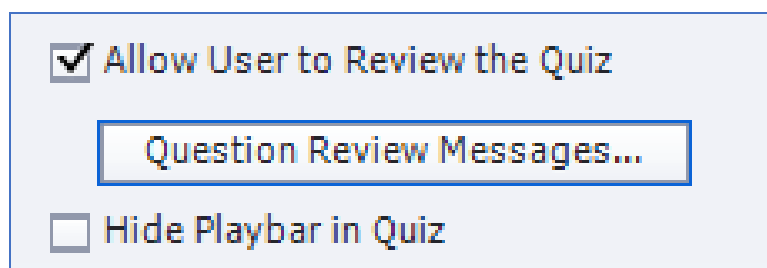 Allow User to Review the Quiz
Question Review Messages...
Hide Playbar in Quiz